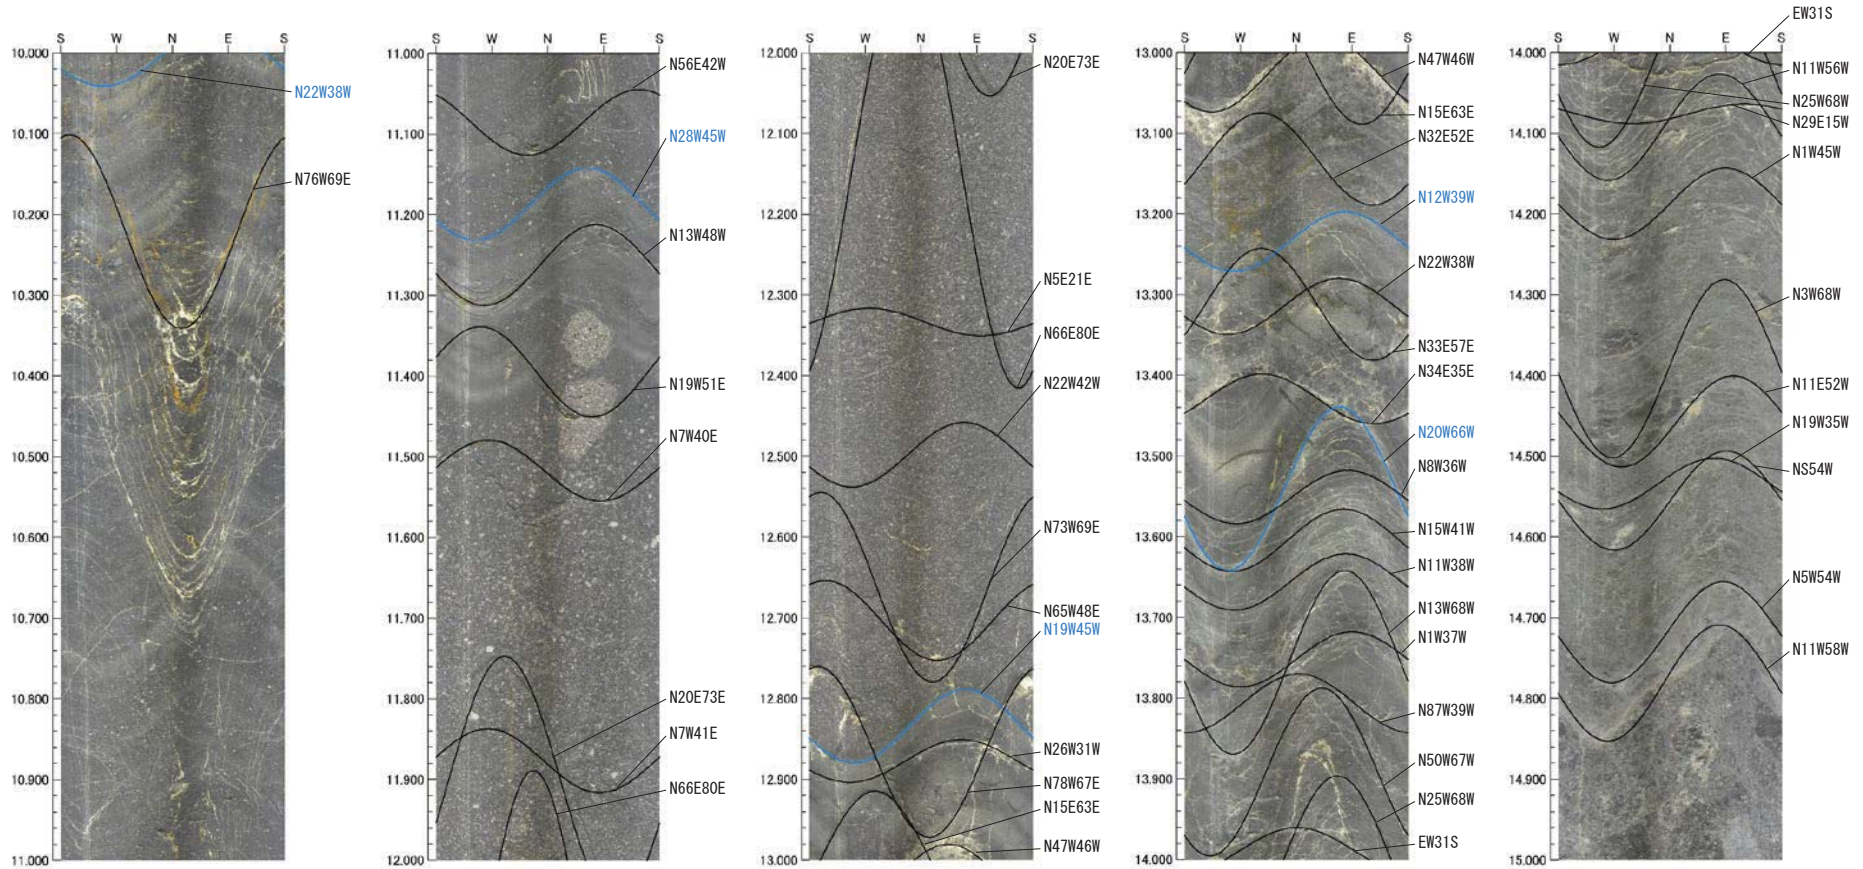 S W N E S
10.000
10.100
10.200
10.300
10.400
10.500
10.600
10.700
10.800
10.900
11.000
N22W38W
N76W69E
S W N E S
11.000
11.100
11.200
11.300
11.400
11.500
11.600
11.700
11.800
11.900
12.000
N56E42W
N28W45W
N13W48W
N19W51E
N7W40E
N20E73E
N7W41E
N66E80E
S W N E S
12.000
12.100
12.200
12.300
12.400
12.500
12.600
12.700
12.800
12.900
13.000
N20E73E
N5E21E
N66E80E
N22W42W
N73W69E
N65W48E
N19W45W
N26W31W
N78W67E
N15E63E
N47W46W
S W N E S
13.000
13.100
13.200
13.300
13.400
13.500
13.600
13.700
13.800
13.900
14.000
N47W46W
N15E63E
N32E52E
N12W39W
N22W38W
N33E57E
N34E35E
N20W66W
N8W36W
N15W41W
N11W38W
N13W68W
N1W37W
N87W39W
N50W67W
N25W68W
EW31S
S W N E S
14.000
14.100
14.200
14.300
14.400
14.500
14.600
14.700
14.800
14.900
15.000
EW31S
N11W56W
N25W68W
N29E15W
N1W45W
N3W68W
N11E52W
N19W35W
NS54W
N5W54W
N11W58W